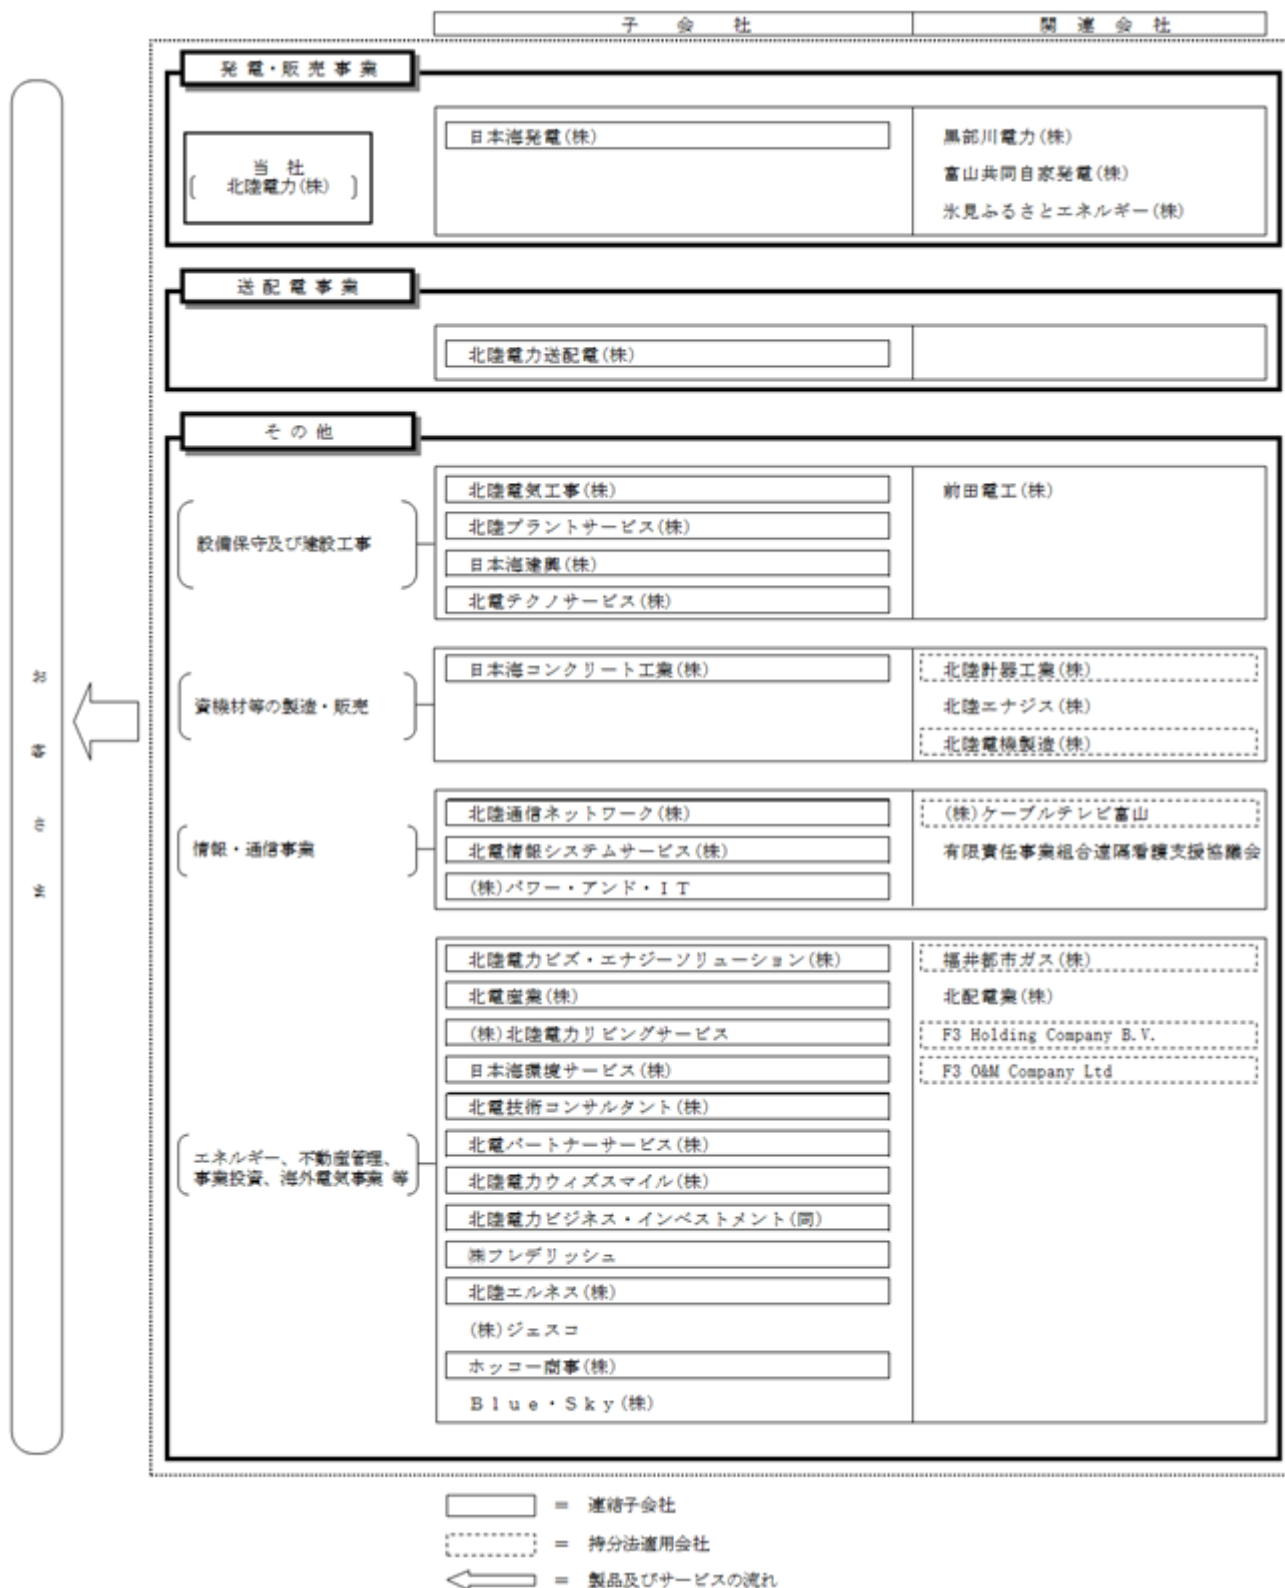 子会社
関連会社
発電・販売事業
当社
北陸電力(株)
日本海発電(株)
黒部川電力(株)
富山共同自家発電(株)
氷見ふるさとエネルギー(株)
送配電事業
北陸電力送配電(株)
その他
設備保守及び建設工事
北陸電気工事(株)
北陸プラントサービス(株)
日本海建興(株)
北電テクノサービス(株)
前田電工(株)
資機材等の製造・販売
日本海コンクリート工業(株)
北陸計器工業(株)
北陸エナジス(株)
北陸電機製造(株)
情報・通信事業
北陸通信ネットワーク(株)
北電情報システムサービス(株)
(株)パワー・アンド・IT
(株)ケーブルテレビ富山
有限責任事業組合遠隔看護支援協議会
エネルギー、不動産管理、
事業投資、海外電気事業 等
北陸電力ビズ・エナジーソリューション(株)
北電産業(株)
(株)北陸電力リビングサービス
日本海環境サービス(株)
北電技術コンサルタント(株)
北電パートナーサービス(株)
北陸電力ウィズスマイル(株)
北陸電力ビジネス・インベストメント(同)
㈱フレデリッシュ
北陸エルネス(株)
(株)ジェスコ
ホッコー商事(株)
Blue・Sky(株)
福井都市ガス(株)
北配電業(株)
F3 Holding Company B.V.
F3 O&M Company Ltd
お客さま
= 連結子会社
= 持分法適用会社
= 製品及びサービスの流れ